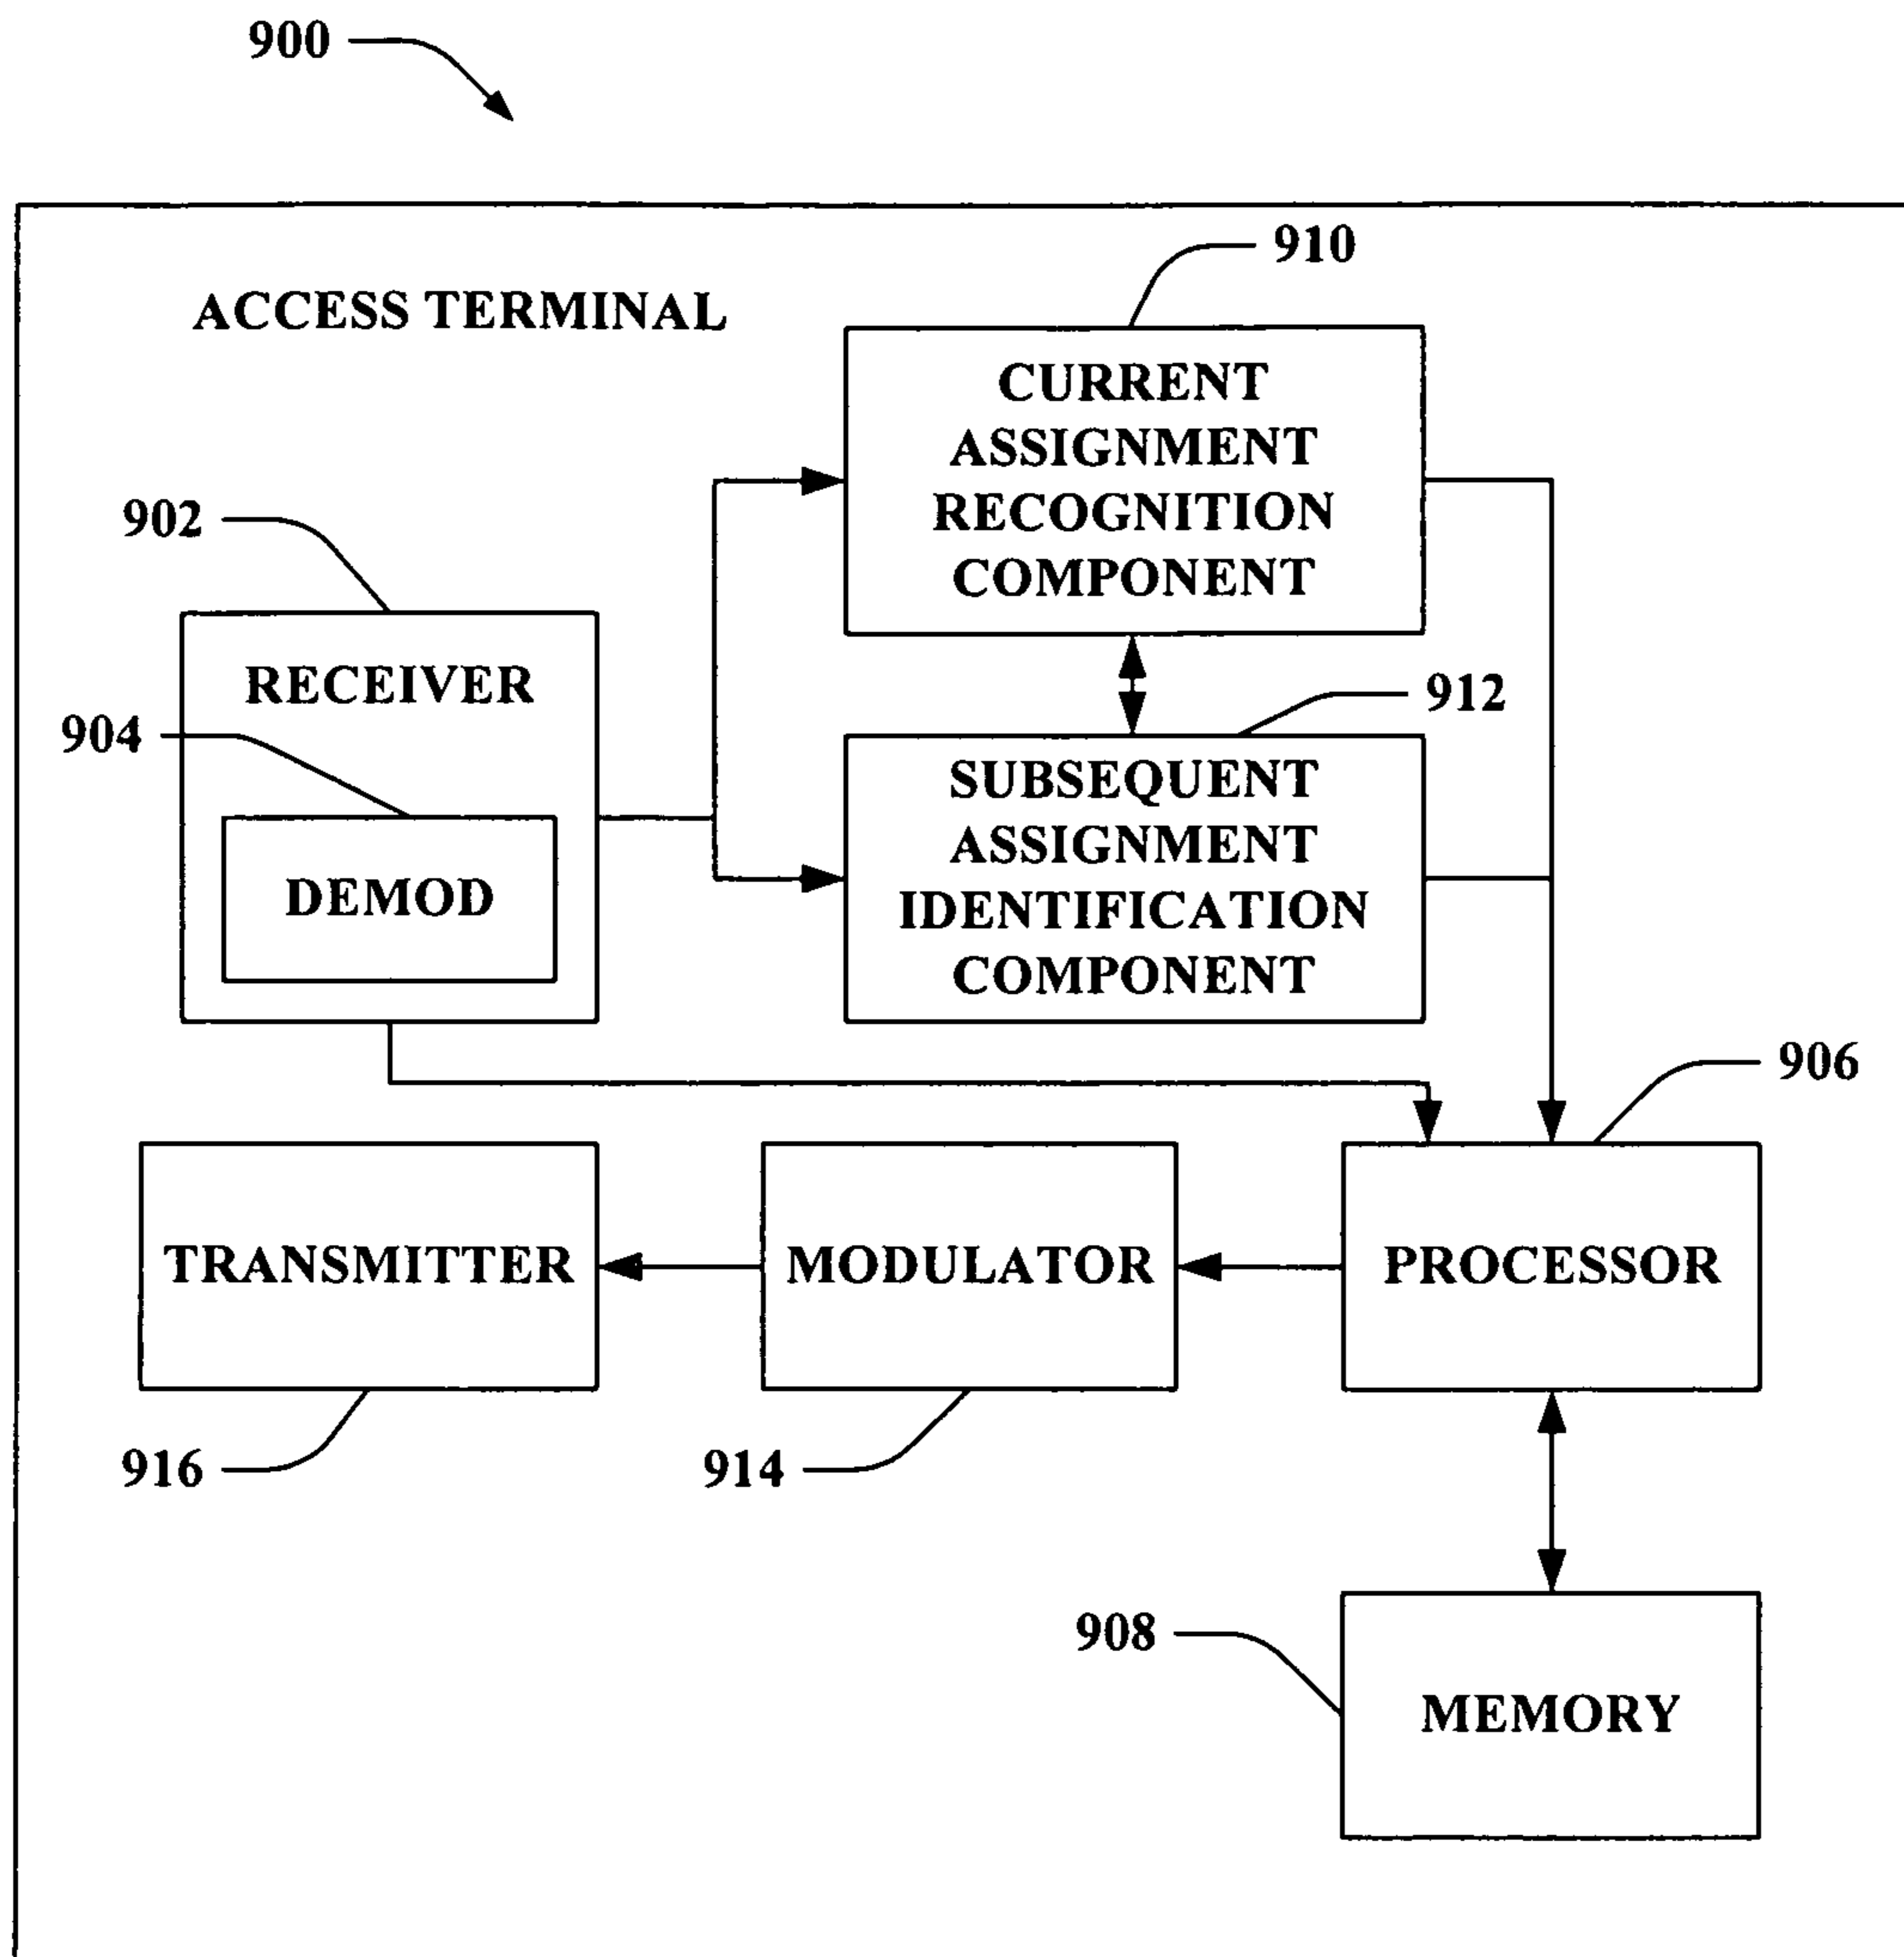 900
910
ACCESS TERMINAL
CURRENT
ASSIGNMENT
RECOGNITION
COMPONENT
902
RECEIVER
912
904
SUBSEQUENT
ASSIGNMENT
IDENTIFICATION
COMPONENT
DEMOD
906
TRANSMITTER
MODULATOR
PROCESSOR
916
914
908
MEMORY